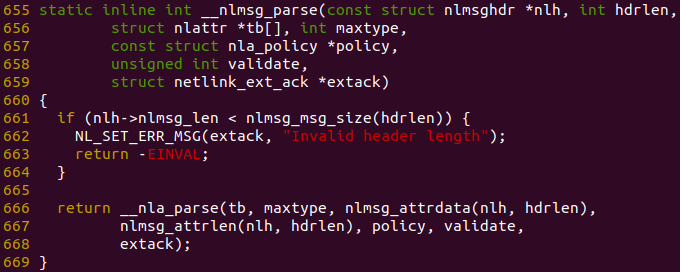 655 static inline int __nlmsg_parse(const struct nlmsghdr *nlh, int hdrlen,
656         struct nlattr *tb[], int maxtype,
657         const struct nla_policy *policy,
658         unsigned int validate,
659         struct netlink_ext_ack *extack)
660 {
661   if (nlh->nlmsg_len < nlmsg_msg_size(hdrlen)) {
662     NL_SET_ERR_MSG(extack, "Invalid header length");
663     return -EINVAL;
664   }
665
666   return __nla_parse(tb, maxtype, nlmsg_attrdata(nlh, hdrlen),
667          nlmsg_attrlen(nlh, hdrlen), policy, validate,
668          extack);
669 }